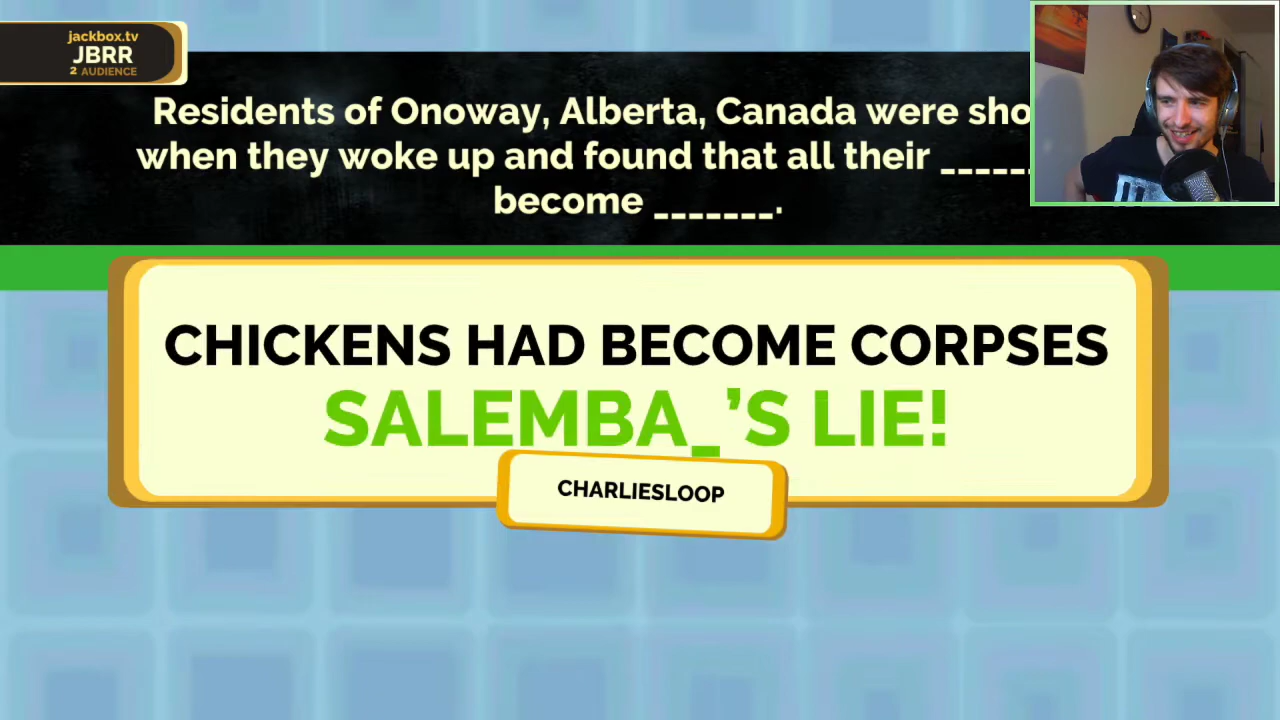 jackbox.tv
JBRR
2 AUDIENCE
Residents of Onoway, Alberta, Canada were
when they woke up and found that all their ______
become _______.
CHICKENS HAD BECOME CORPSES
SALEMBA_'S LIE!
CHARLIESLOOP